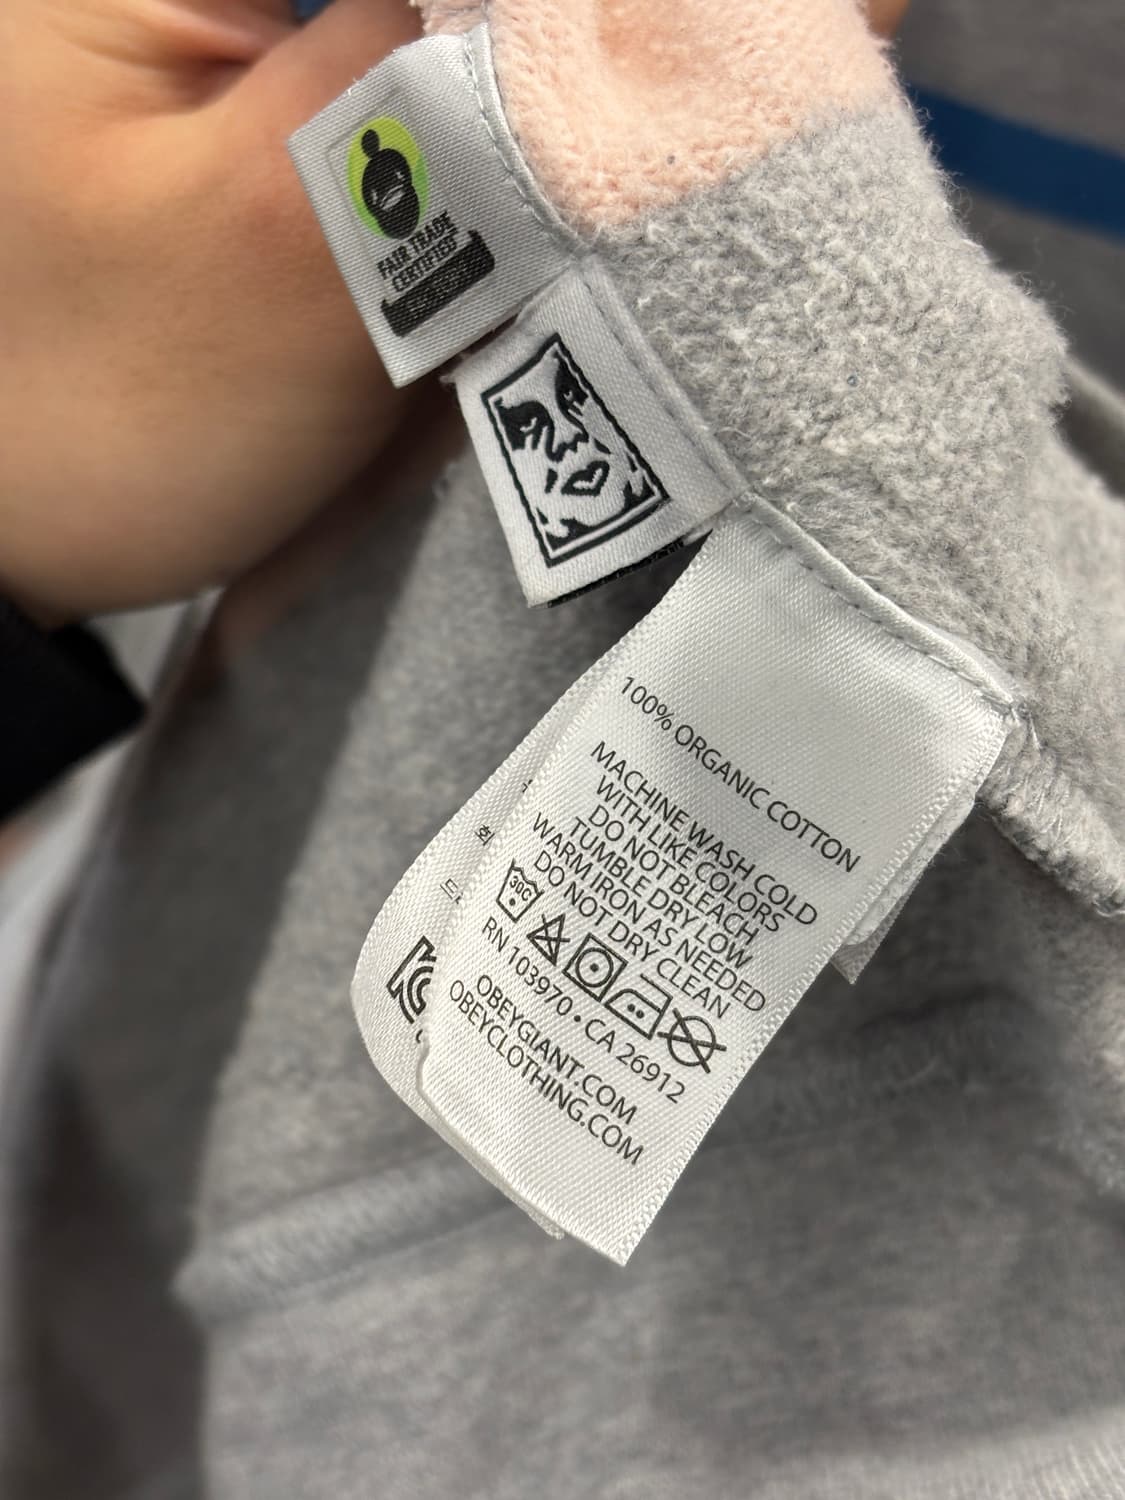 FAIR TRADE
CERTIFIED
100% ORGANIC COTTON
MACHINE WASH COLD
WITH LIKE COLORS
DO NOT BLEACH
TUMBLE DRY LOW
WARM IRON AS NEEDED
DO NOT DRY CLEAN
30C
RN 103970 • CA 26912
OBEYGIANT.COM
OBEYCLOTHING.COM